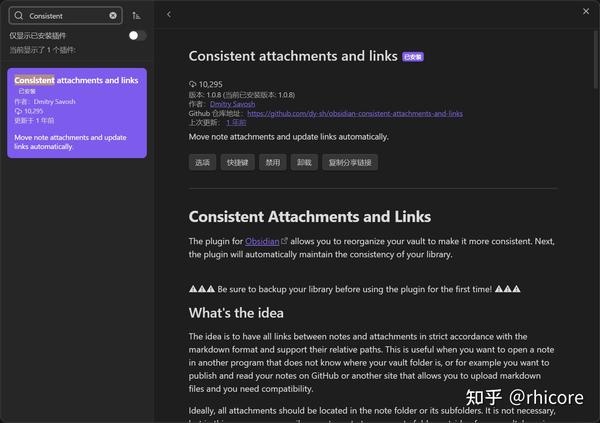 Consistent
仅显示已安装插件
当前显示了 1 个插件:
Consistent attachments and links
已安装
作者: Dmitry Savosh
10,295
更新于 1 年前
Move note attachments and update
links automatically.
Consistent attachments and links 已安装
10,295
版本: 1.0.8 (当前已安装版本: 1.0.8)
作者: Dmitry Savosh
Github 仓库地址: https://github.com/dy-sh/obsidian-consistent-attachments-and-links
上次更新: 1 年前
Move note attachments and update links automatically.
选项 快捷键 禁用 卸载 复制分享链接
Consistent Attachments and Links
The plugin for Obsidian allows you to reorganize your vault to make it more consistent. Next,
the plugin will automatically maintain the consistency of your library.
⚠⚠⚠ Be sure to backup your library before using the plugin for the first time! ⚠⚠⚠
What's the idea
The idea is to have all links between notes and attachments in strict accordance with the
markdown format and support their relative paths. This is useful when you want to open a note
in another program that does not know where your vault folder is, or for example you want to
publish and read your notes on GitHub or another site that allows you to upload markdown
files and you need compatibility.
Ideally, all attachments should be located in the note folder or its subfolders. It is not necessary,
知乎 @rhicore